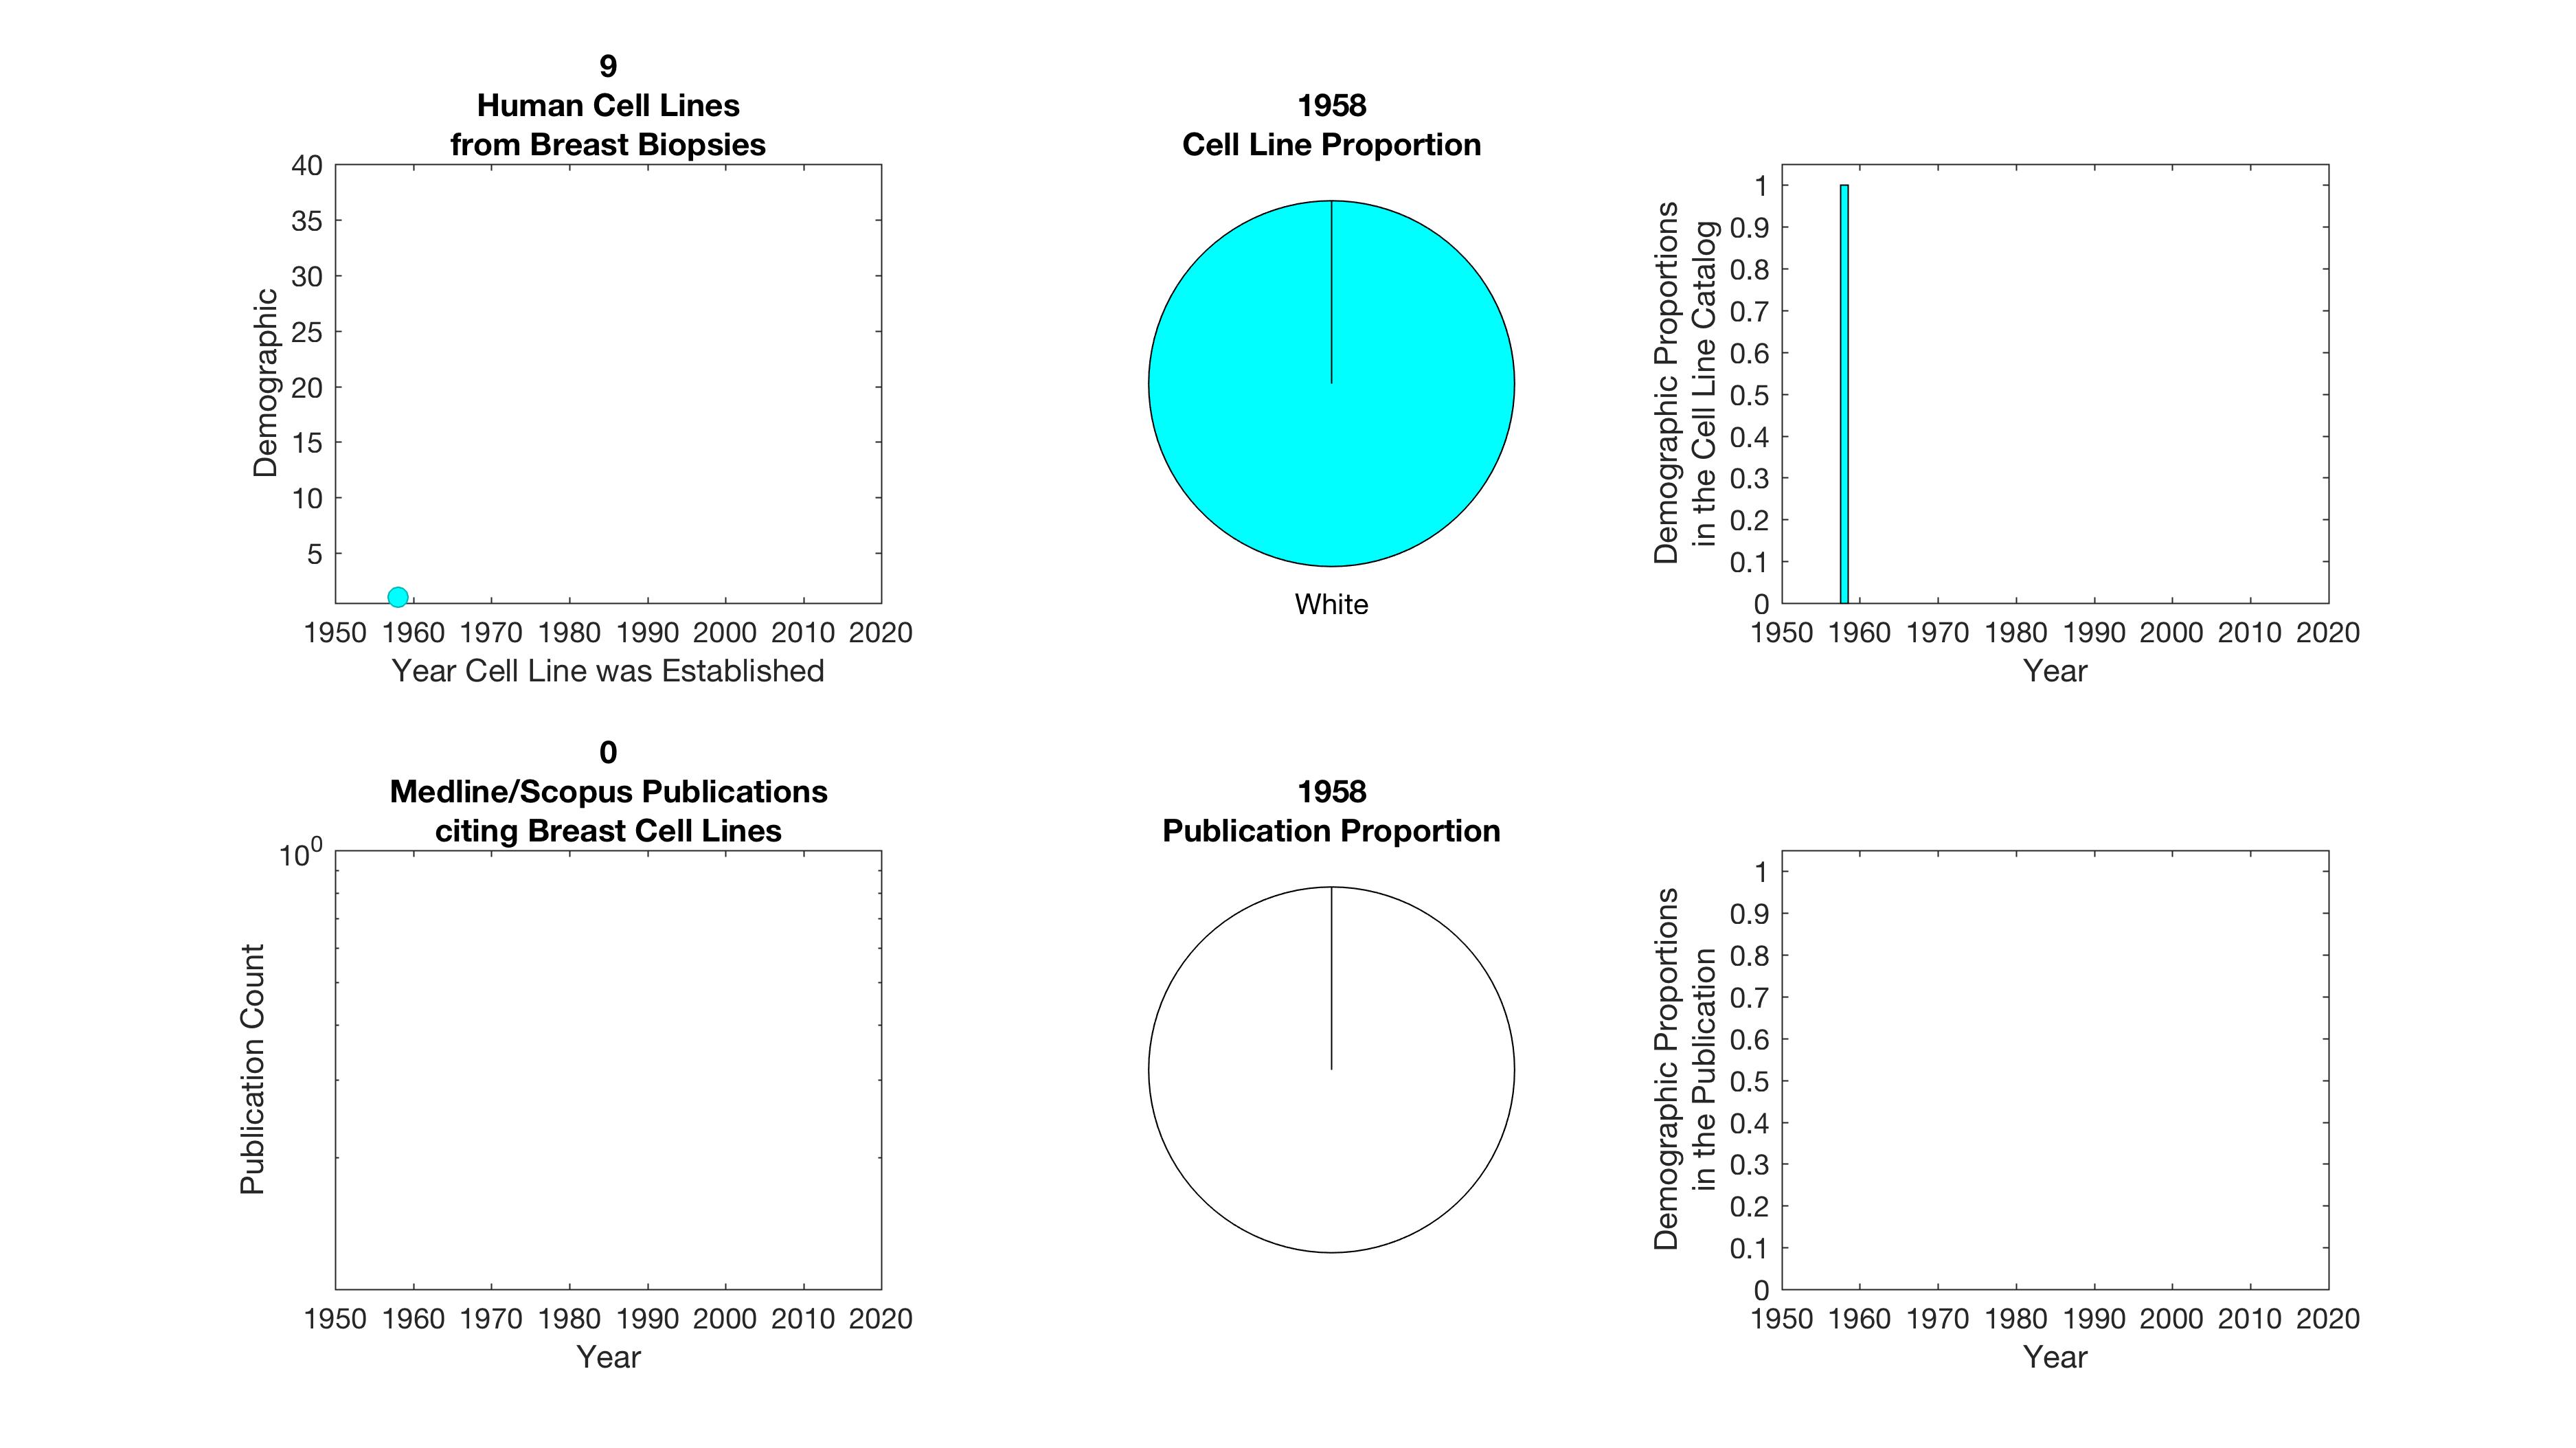 9
Human Cell Lines
from Breast Biopsies
40
35
30
25
20
15
10
5
Demographic
1950 1960 1970 1980 1990 2000 2010 2020
Year Cell Line was Established
1958
Cell Line Proportion
White
Demographic Proportions
in the Cell Line Catalog
1
0.9
0.8
0.7
0.6
0.5
0.4
0.3
0.2
0.1
0
1950 1960 1970 1980 1990 2000 2010 2020
Year
0
Medline/Scopus Publications
citing Breast Cell Lines
10⁰
Publication Count
1950 1960 1970 1980 1990 2000 2010 2020
Year
1958
Publication Proportion
Demographic Proportions
in the Publication
1
0.9
0.8
0.7
0.6
0.5
0.4
0.3
0.2
0.1
0
1950 1960 1970 1980 1990 2000 2010 2020
Year